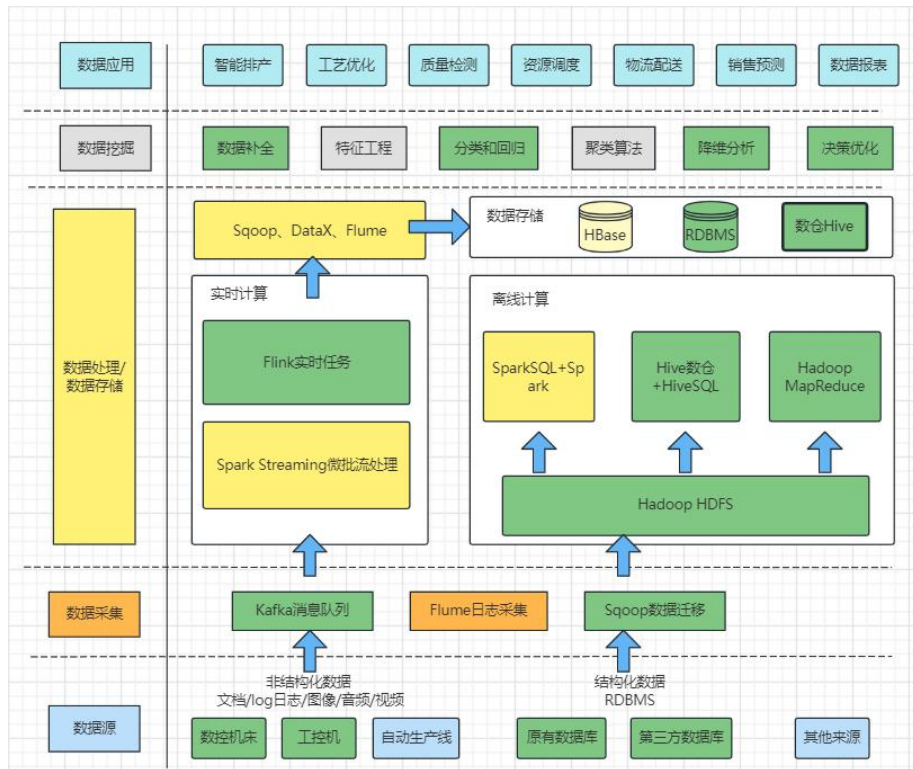 数据应用
智能排产
工艺优化
质量检测
资源调度
物流配送
销售预测
数据报表
数据挖掘
数据补全
特征工程
分类和回归
聚类算法
降维分析
决策优化
数据处理/
数据存储
Sqoop、DataX、Flume
数据存储
HBase
RDBMS
数仓Hive
实时计算
Flink实时任务
Spark Streaming微批流处理
离线计算
SparkSQL+Sp
ark
Hive数仓
+HiveSQL
Hadoop
MapReduce
Hadoop HDFS
数据采集
Kafka消息队列
Flume日志采集
Sqoop数据迁移
数据源
非结构化数据
文档/log日志/图像/音频/视频
结构化数据
RDBMS
数控机床
工控机
自动生产线
原有数据库
第三方数据库
其他来源